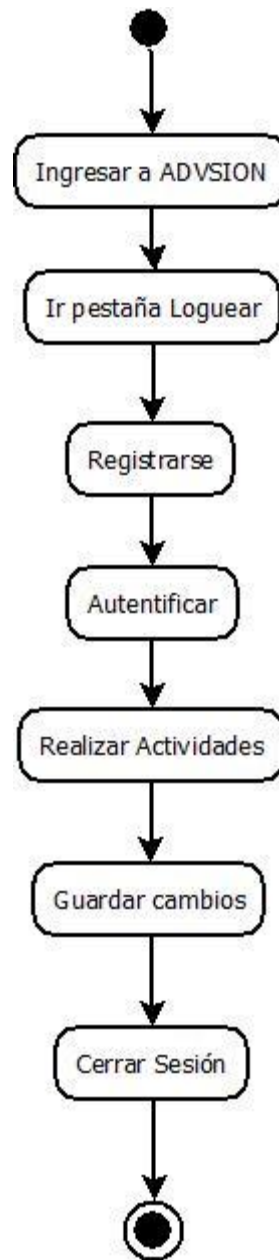 Ingresar a ADVSION
Ir pestaña Loguear
Registrarse
Autentificar
Realizar Actividades
Guardar cambios
Cerrar Sesión